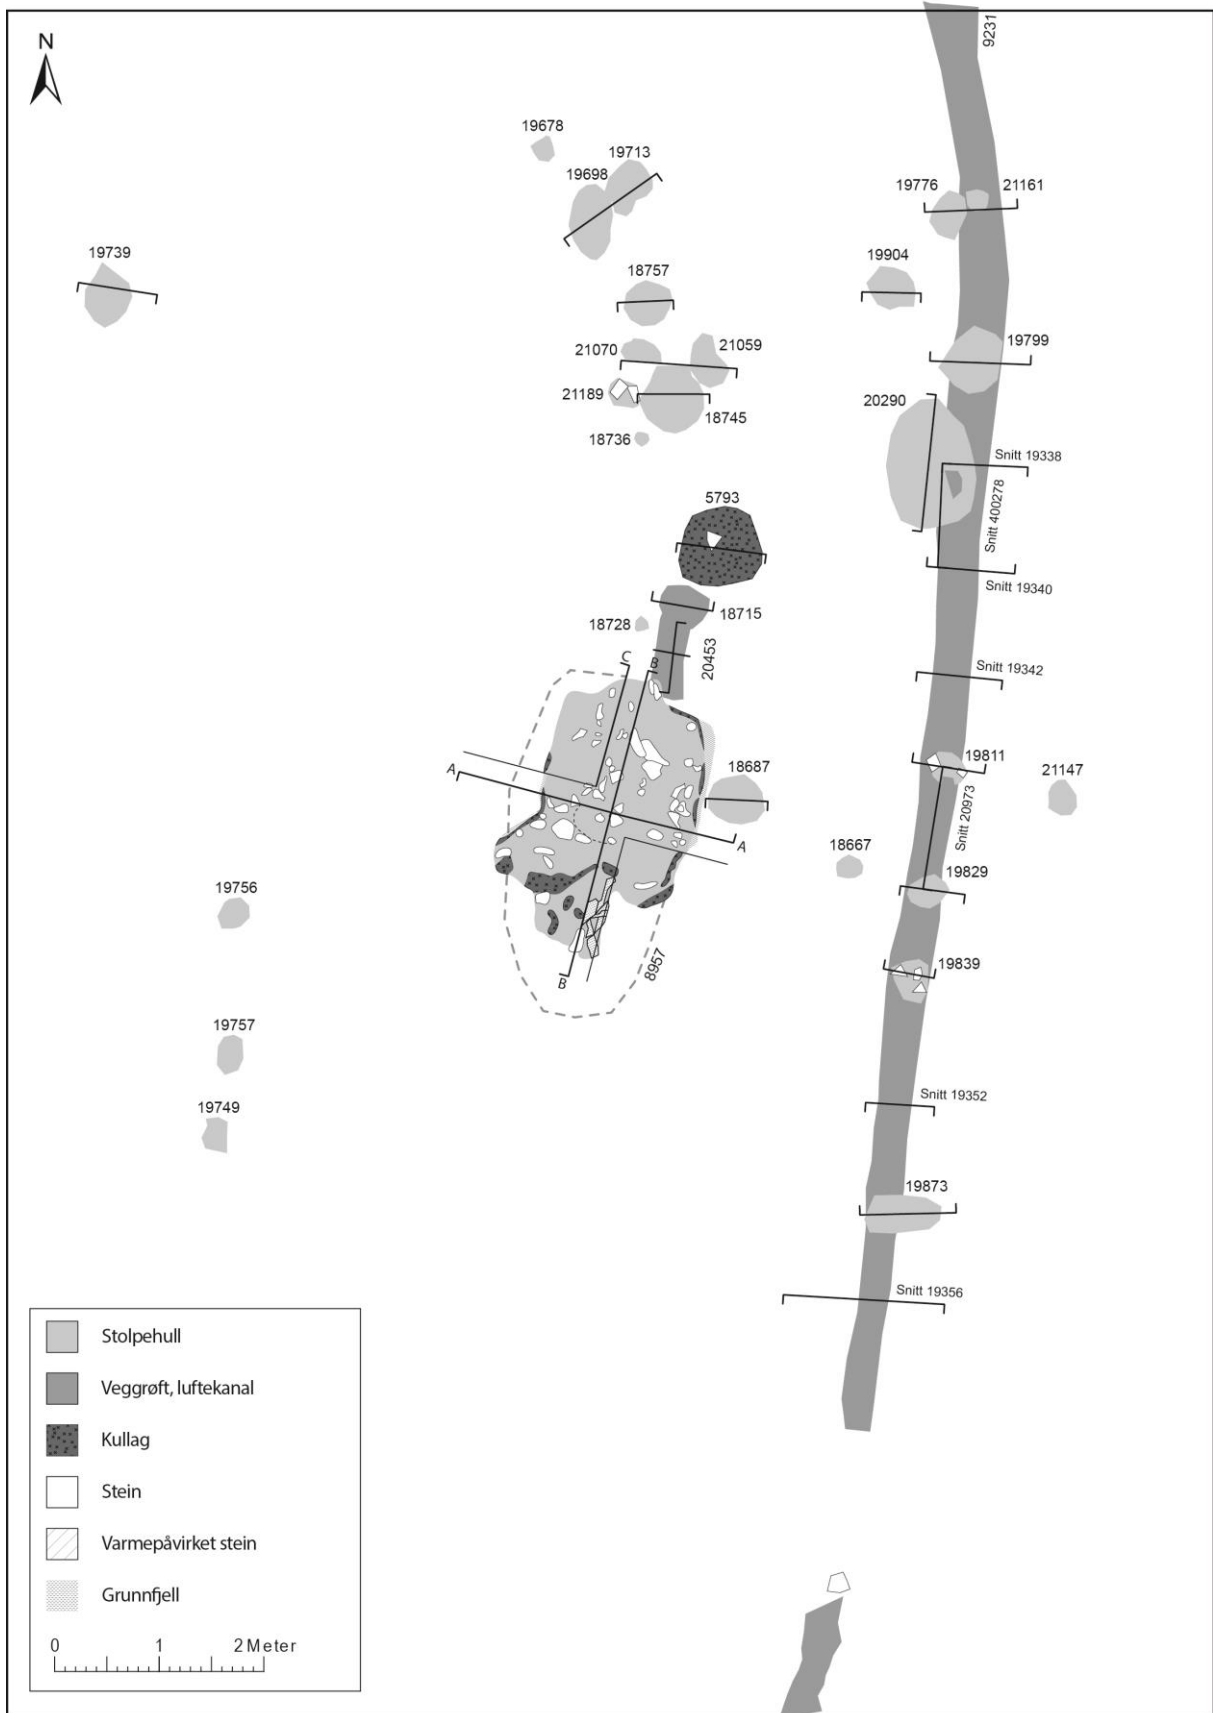 N
9231
19678
19713
19698
19776
21161
19739
19904
18757
21070
21059
19799
21189
18745
20290
18736
Snitt 19338
5793
Snitt 400278
Snitt 19340
18728
18715
20453
C
B
Snitt 19342
A
18687
19811
21147
Snitt 20973
A
18667
19829
19756
8957
19839
B
19757
19749
Snitt 19352
19873
Snitt 19356
Stolpehull
Veggrøft, luftekanal
Kullag
Stein
Varmepåvirket stein
Grunnfjell
0 1 2 Meter